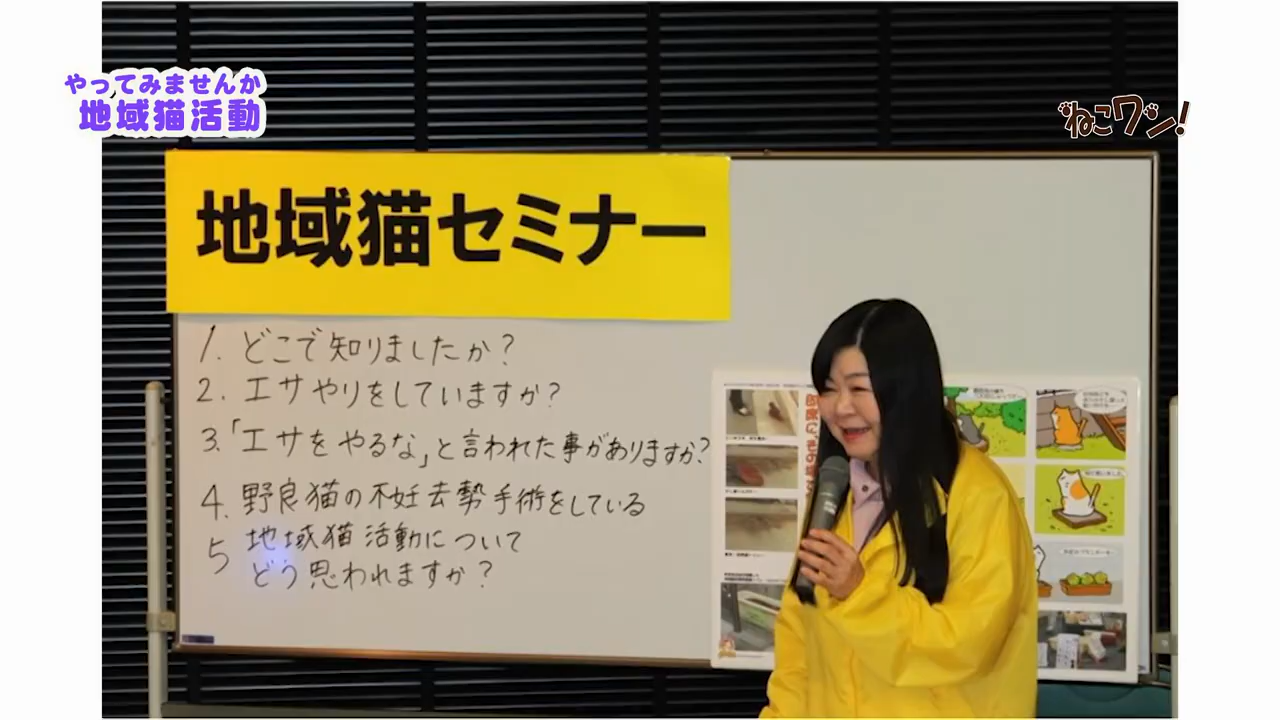 やってみませんか
地域猫活動
ねこワン!
地域猫セミナー
1. どこで知りましたか?
2. エサやりをしていますか?
3.「エサをやるな」と言われた事がありますか?
4. 野良猫の不妊去勢手術をしている
5 地域猫活動について
どう思われますか?